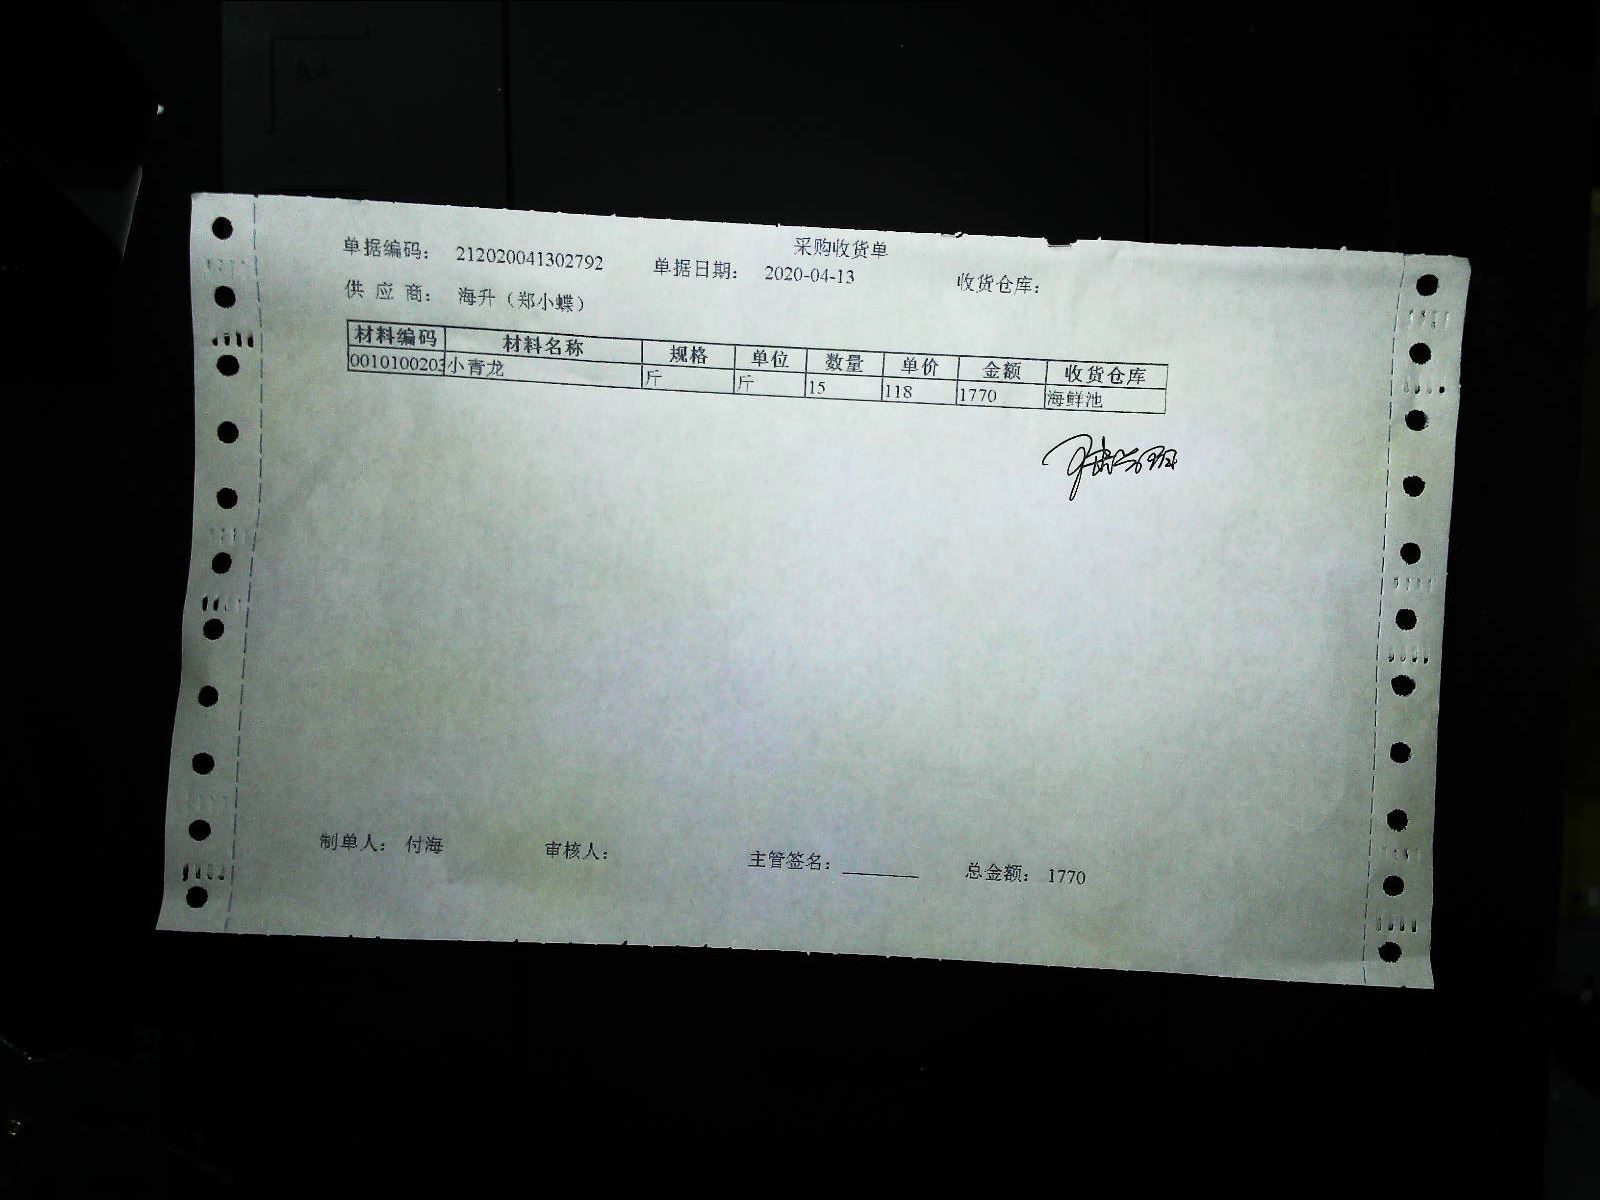 采购收货单
单据编码： 212020041302792 单据日期： 2020-04-13 收货仓库：
供 应 商： 海升（郑小蝶）
材料编码 材料名称 规格 单位 数量 单价 金额 收货仓库
0010100203 小青龙 斤 斤 15 118 1770 海鲜池
制单人： 付海 审核人： 主管签名： 总金额： 1770